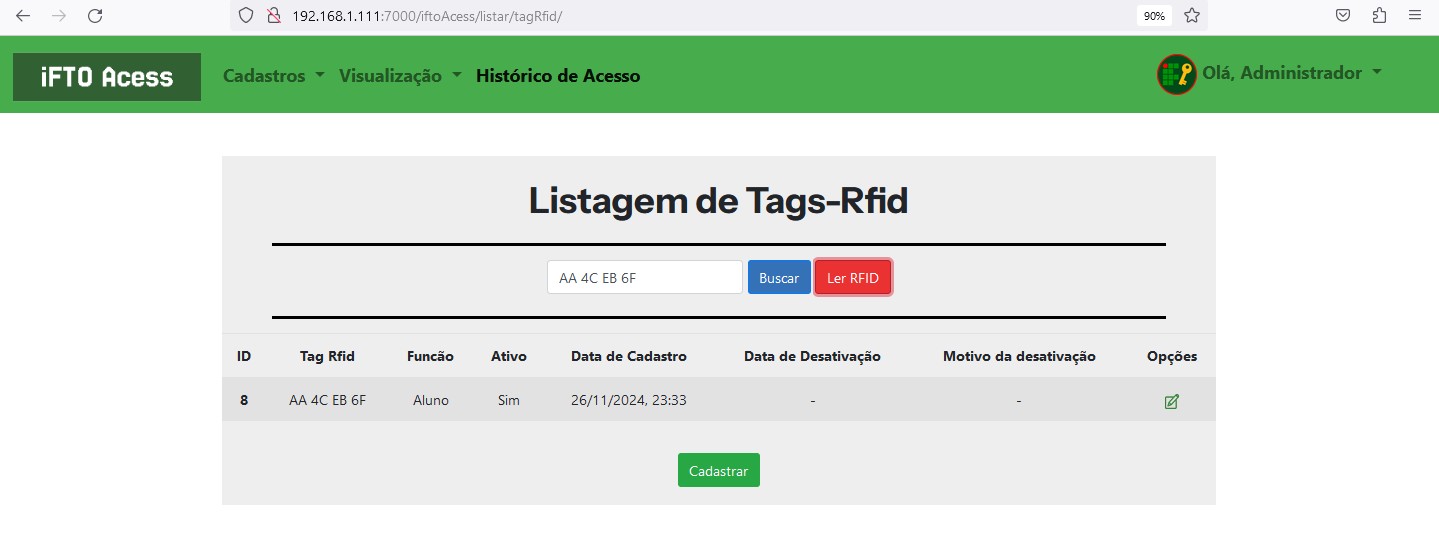 192.168.1.111:7000/iftoAcess/listar/tagRfid/ 90%
iFTO Acess Cadastros Visualização Histórico de Acesso Olá, Administrador
Listagem de Tags-Rfid
AA 4C EB 6F Buscar Ler RFID
ID Tag Rfid Funcão Ativo Data de Cadastro Data de Desativação Motivo da desativação Opções
8 AA 4C EB 6F Aluno Sim 26/11/2024, 23:33 - -
Cadastrar